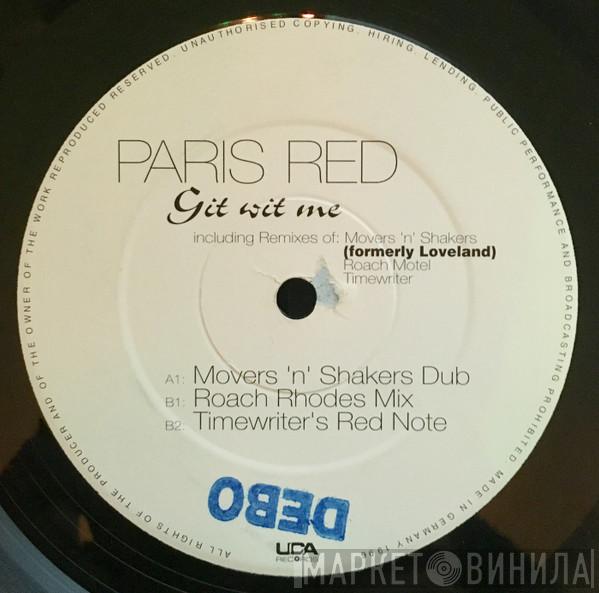 ALL RIGHTS OF THE PRODUCER AND OF THE OWNER OF THE WORK REPRODUCED RESERVED. UNAUTHORISED COPYING, HIRING, LENDING, PUBLIC PERFORMANCE AND BROADCASTING PROHIBITED. MADE IN GERMANY
PARIS RED
Git wit me
including Remixes of: Movers 'n' Shakers
(formerly Loveland)
Roach Motel
Timewriter
A1: Movers 'n' Shakers Dub
B1: Roach Rhodes Mix
B2: Timewriter's Red Note
DEBO
UCA
RECORDS
МАРКЕТ ВИНИЛА